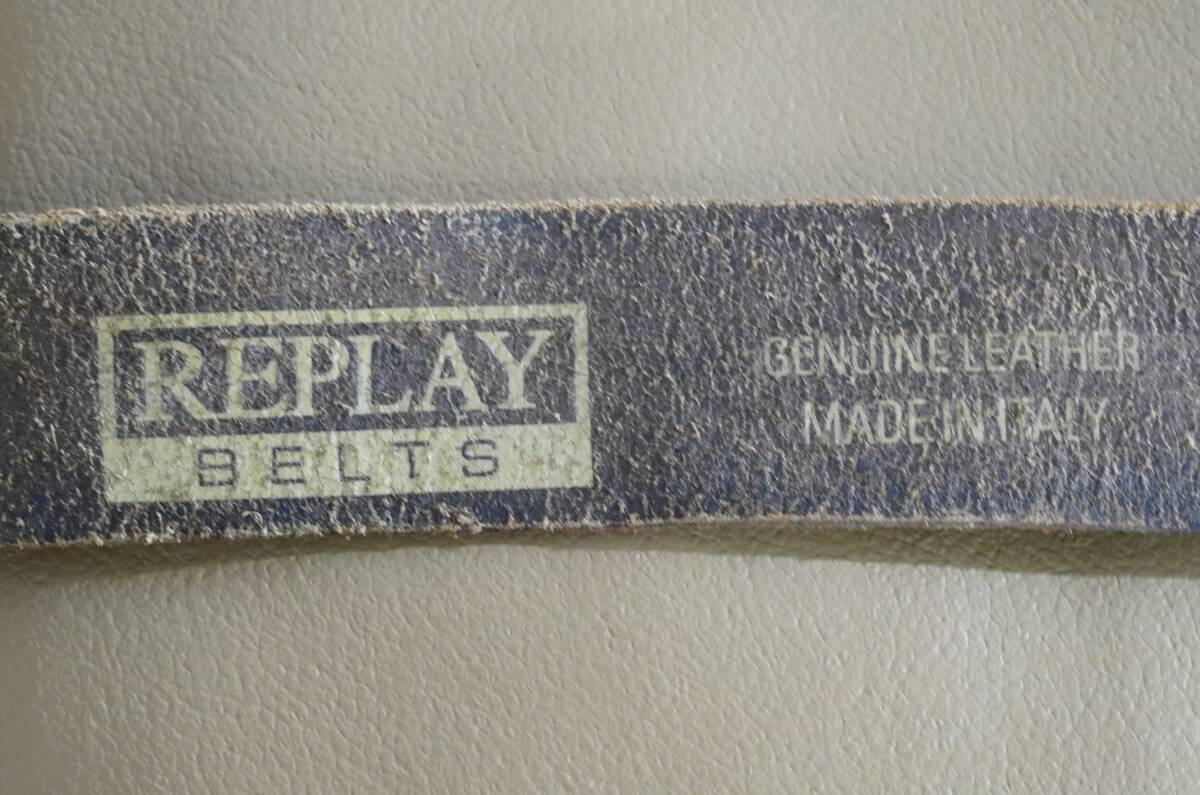 REPLAY
BELTS
GENUINE LEATHER
MADE IN ITALY